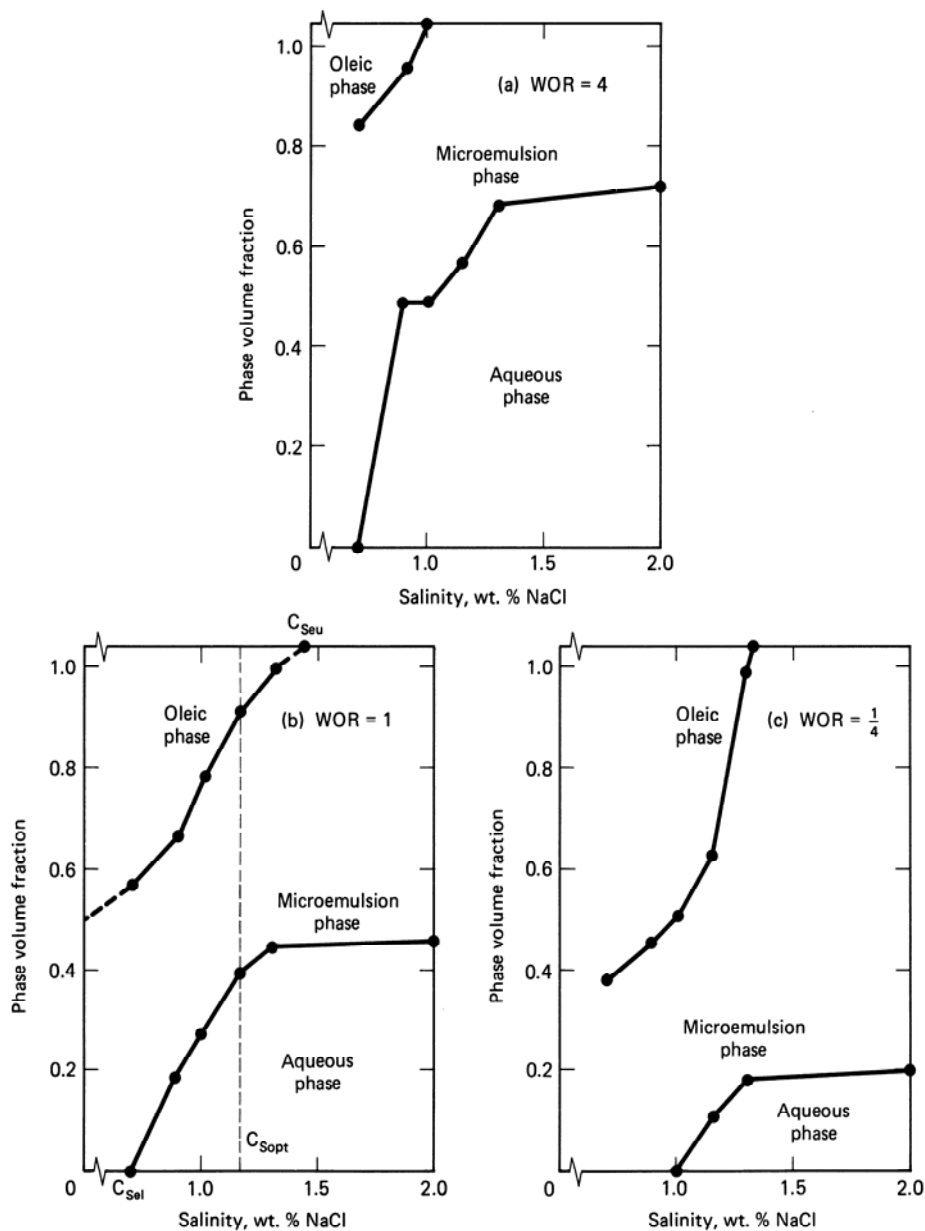 1.0
Oleic
phase
(a) WOR = 4
0.8
Microemulsion
phase
0.6
Phase volume fraction
0.4
Aqueous
phase
0.2
0
1.0
1.5
2.0
Salinity, wt. % NaCl
C_Seu
1.0
Oleic
phase
(b) WOR = 1
0.8
Phase volume fraction
0.6
Microemulsion
phase
0.4
Aqueous
phase
0.2
C_Sopt
0
C_Sel
1.0
1.5
2.0
Salinity, wt. % NaCl
1.0
Oleic
phase
(c) WOR = 1/4
0.8
Phase volume fraction
0.6
0.4
Microemulsion
phase
0.2
Aqueous
phase
0
1.0
1.5
2.0
Salinity, wt. % NaCl